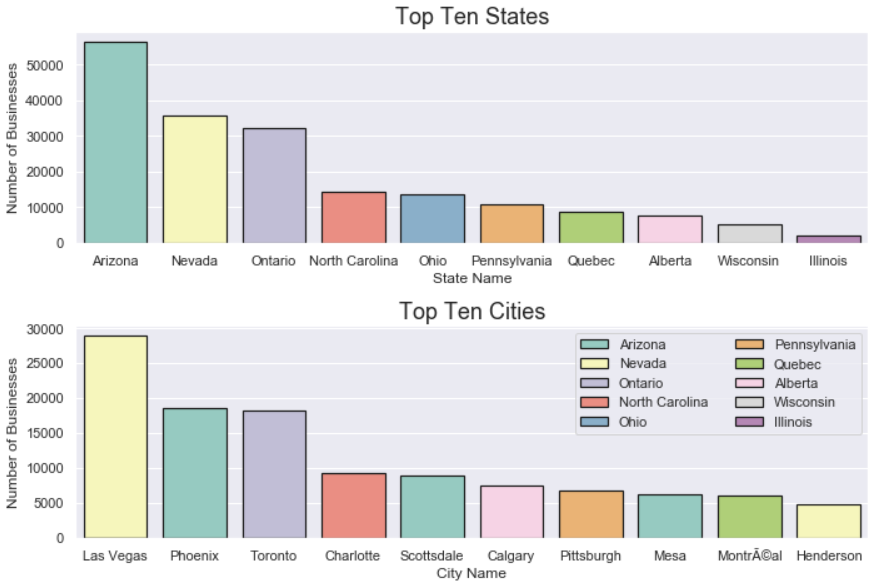 Top Ten States
Number of Businesses
50000
40000
30000
20000
10000
0
Arizona Nevada Ontario North Carolina Ohio Pennsylvania Quebec Alberta Wisconsin Illinois
State Name
Top Ten Cities
Number of Businesses
30000
25000
20000
15000
10000
5000
0
Arizona Pennsylvania
Nevada Quebec
Ontario Alberta
North Carolina Wisconsin
Ohio Illinois
Las Vegas Phoenix Toronto Charlotte Scottsdale Calgary Pittsburgh Mesa MontrÃ©al Henderson
City Name